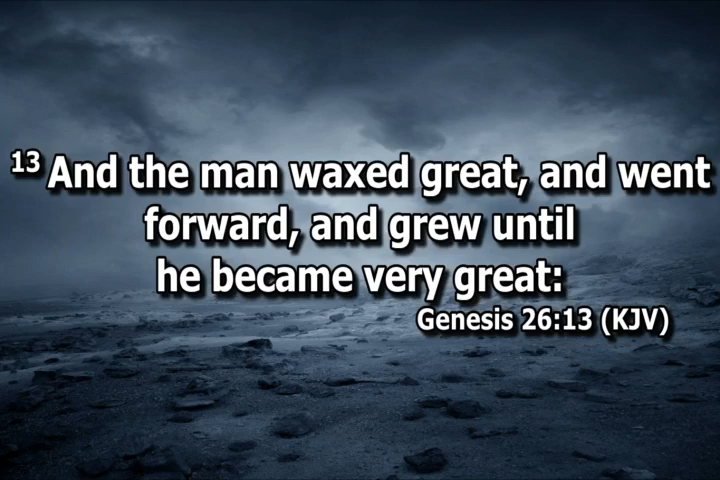 13 And the man waxed great, and went
forward, and grew until
he became very great:
Genesis 26:13 (KJV)